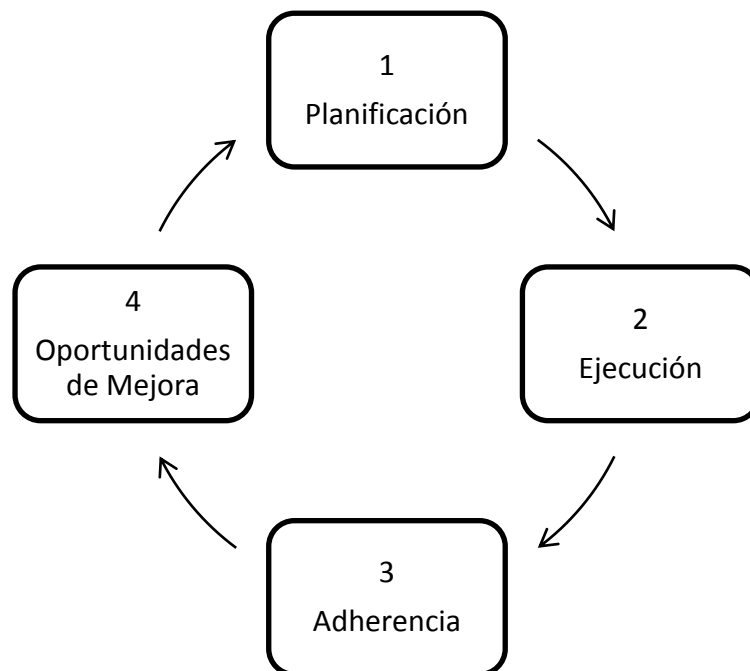 1
Planificación
2
Ejecución
3
Adherencia
4
Oportunidades
de Mejora